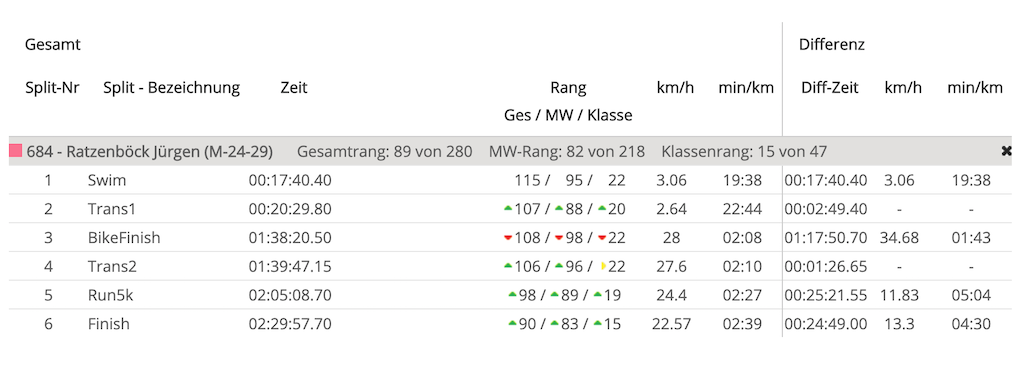 Gesamt Differenz
Split-Nr Split - Bezeichnung Zeit Rang km/h min/km Diff-Zeit km/h min/km
Ges / MW / Klasse
684 - Ratzenböck Jürgen (M-24-29) Gesamtrang: 89 von 280 MW-Rang: 82 von 218 Klassenrang: 15 von 47
1 Swim 00:17:40.40 115 / 95 / 22 3.06 19:38 00:17:40.40 3.06 19:38
2 Trans1 00:20:29.80 107 / 88 / 20 2.64 22:44 00:02:49.40 - -
3 BikeFinish 01:38:20.50 108 / 98 / 22 28 02:08 01:17:50.70 34.68 01:43
4 Trans2 01:39:47.15 106 / 96 / 22 27.6 02:10 00:01:26.65 - -
5 Run5k 02:05:08.70 98 / 89 / 19 24.4 02:27 00:25:21.55 11.83 05:04
6 Finish 02:29:57.70 90 / 83 / 15 22.57 02:39 00:24:49.00 13.3 04:30